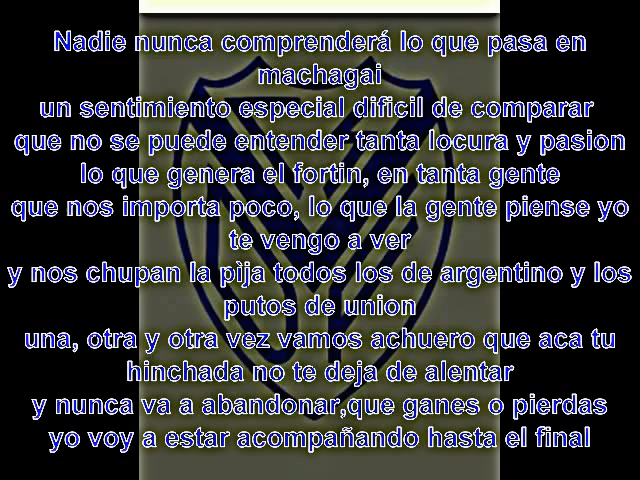 Nadie nunca comprenderá lo que pasa en
machagai
un sentimiento especial dificil de comparar
que no se puede entender tanta locura y pasion
lo que genera el fortin, en tanta gente
que nos importa poco, lo que la gente piense yo
te vengo a ver
y nos chupan la pìja todos los de argentino y los
putos de union
una, otra y otra vez vamos achuero que aca tu
hinchada no te deja de alentar
y nunca va a abandonar,que ganes o pierdas
yo voy a estar acompañando hasta el final